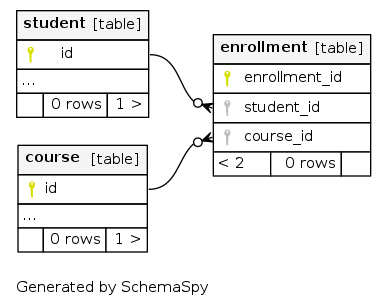 student [table]
id
...
0 rows 1 >
enrollment [table]
enrollment_id
student_id
course_id
< 2 0 rows
course [table]
id
...
0 rows 1 >
Generated by SchemaSpy